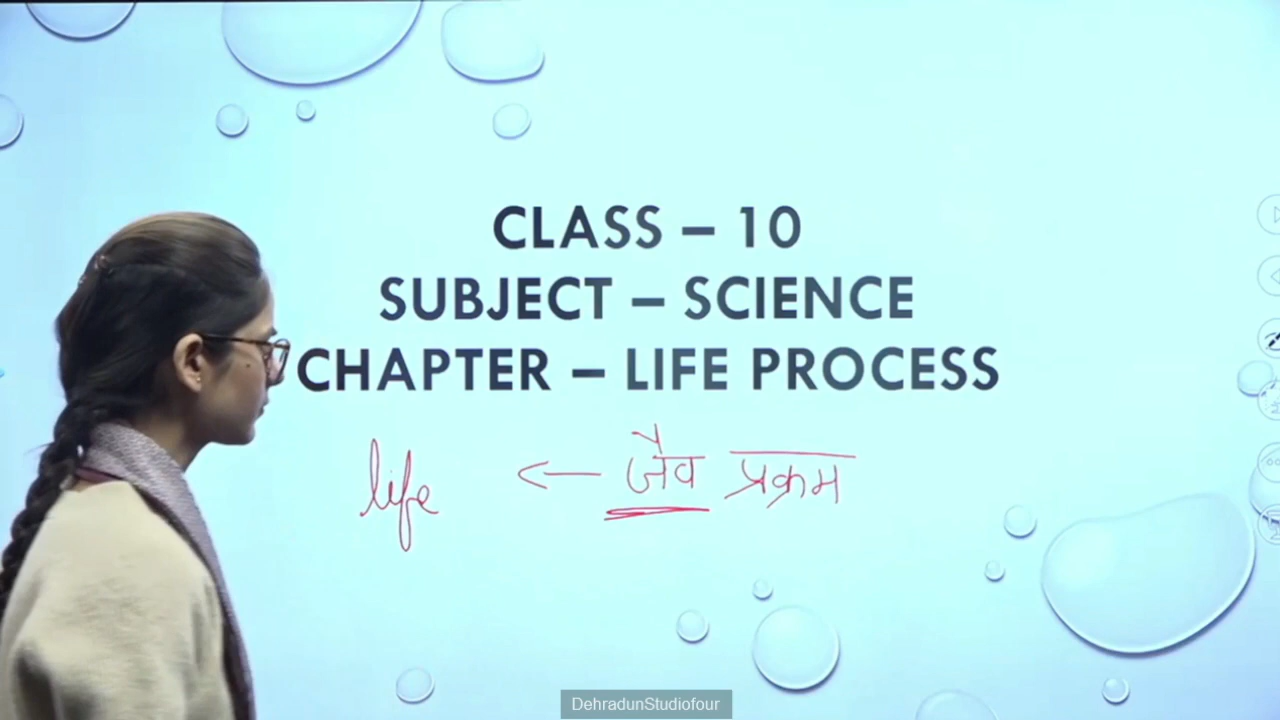 CLASS – 10
SUBJECT – SCIENCE
CHAPTER – LIFE PROCESS
life ← जैव प्रक्रम
DehradunStudiofour